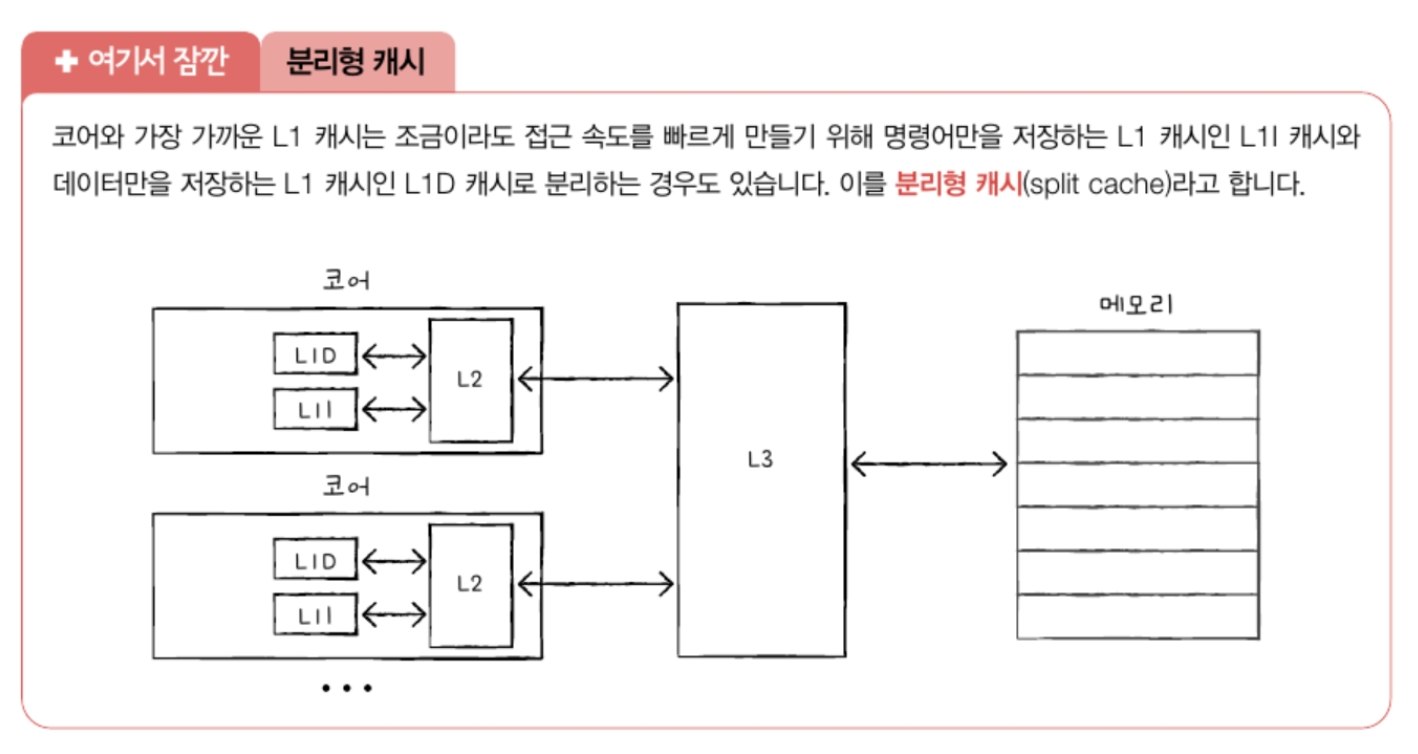 ✚ 여기서 잠깐 분리형 캐시
코어와 가장 가까운 L1 캐시는 조금이라도 접근 속도를 빠르게 만들기 위해 명령어만을 저장하는 L1 캐시인 L1I 캐시와
데이터만을 저장하는 L1 캐시인 L1D 캐시로 분리하는 경우도 있습니다. 이를 분리형 캐시(split cache)라고 합니다.
코어
L1D
L1I
L2
코어
L1D
L1I
L2
...
L3
메모리